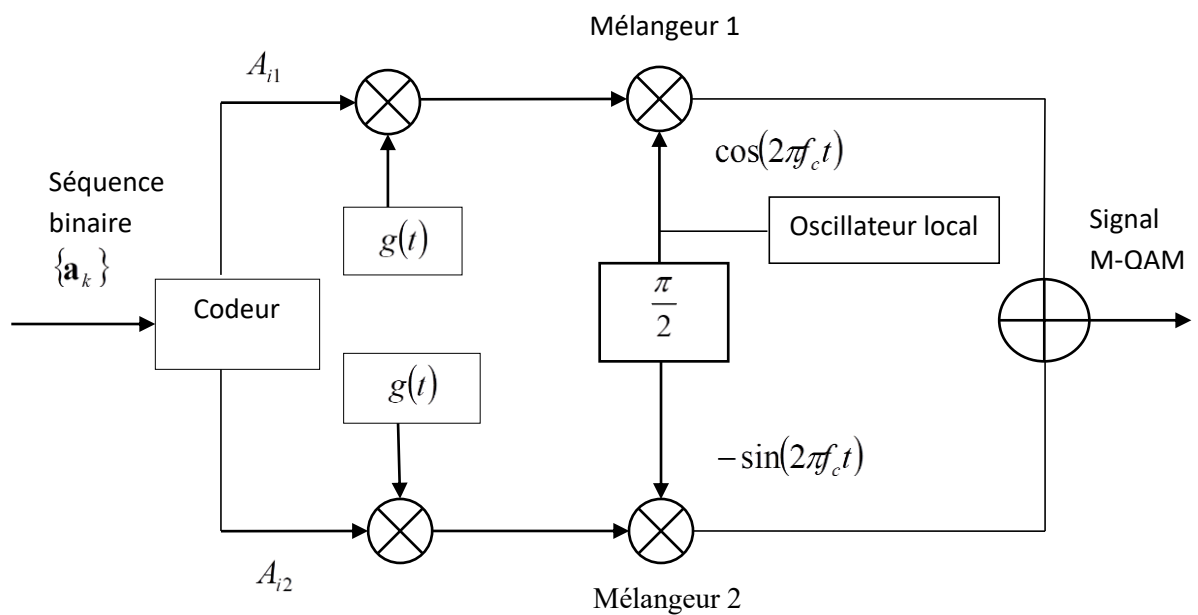 Mélangeur 1
A_{i1}
cos(2πf_c t)
Séquence
binaire
{a_k}
g(t)
Oscillateur local
Signal
M-QAM
Codeur
π
2
g(t)
−sin(2πf_c t)
A_{i2}
Mélangeur 2